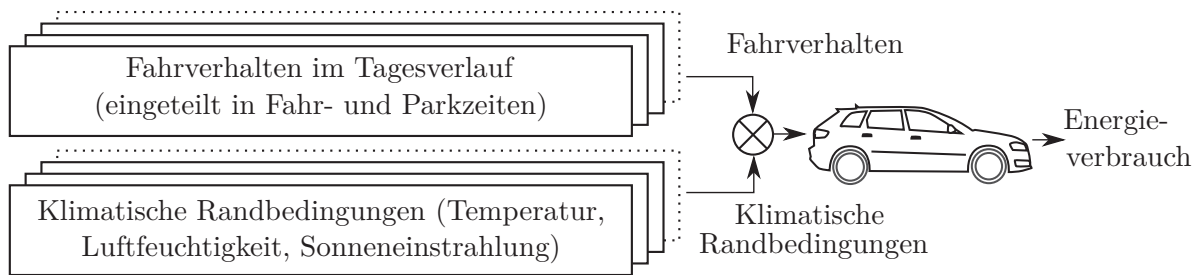 Fahrverhalten im Tagesverlauf
(eingeteilt in Fahr- und Parkzeiten)
Fahrverhalten
Energie-
verbrauch
Klimatische Randbedingungen (Temperatur,
Luftfeuchtigkeit, Sonneneinstrahlung)
Klimatische
Randbedingungen